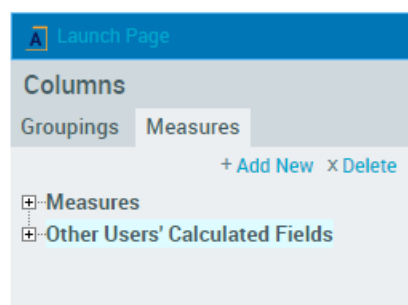 A Launch Page
Columns
Groupings Measures
+ Add New x Delete
Measures
Other Users' Calculated Fields